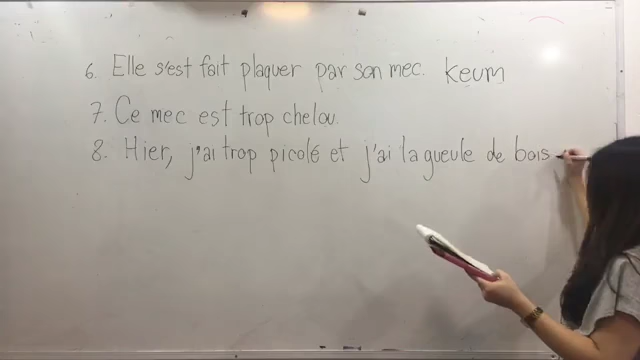 6. Elle s'est fait plaquer par son mec. Keum
7. Ce mec est trop chelou.
8. Hier, j'ai trop picolé et j'ai la gueule de bois